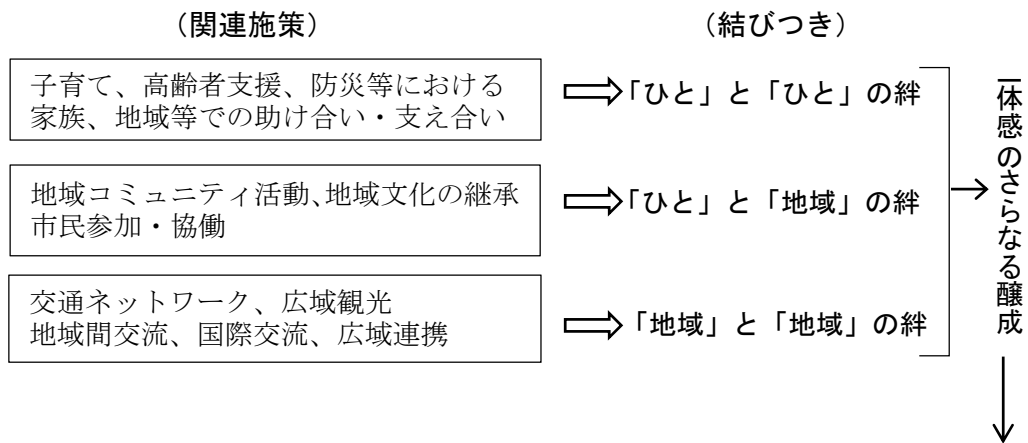 （関連施策）
（結びつき）
子育て、高齢者支援、防災等における
家族、地域等での助け合い・支え合い
「ひと」と「ひと」の絆
地域コミュニティ活動、地域文化の継承
市民参加・協働
「ひと」と「地域」の絆
交通ネットワーク、広域観光
地域間交流、国際交流、広域連携
「地域」と「地域」の絆
一体感のさらなる醸成